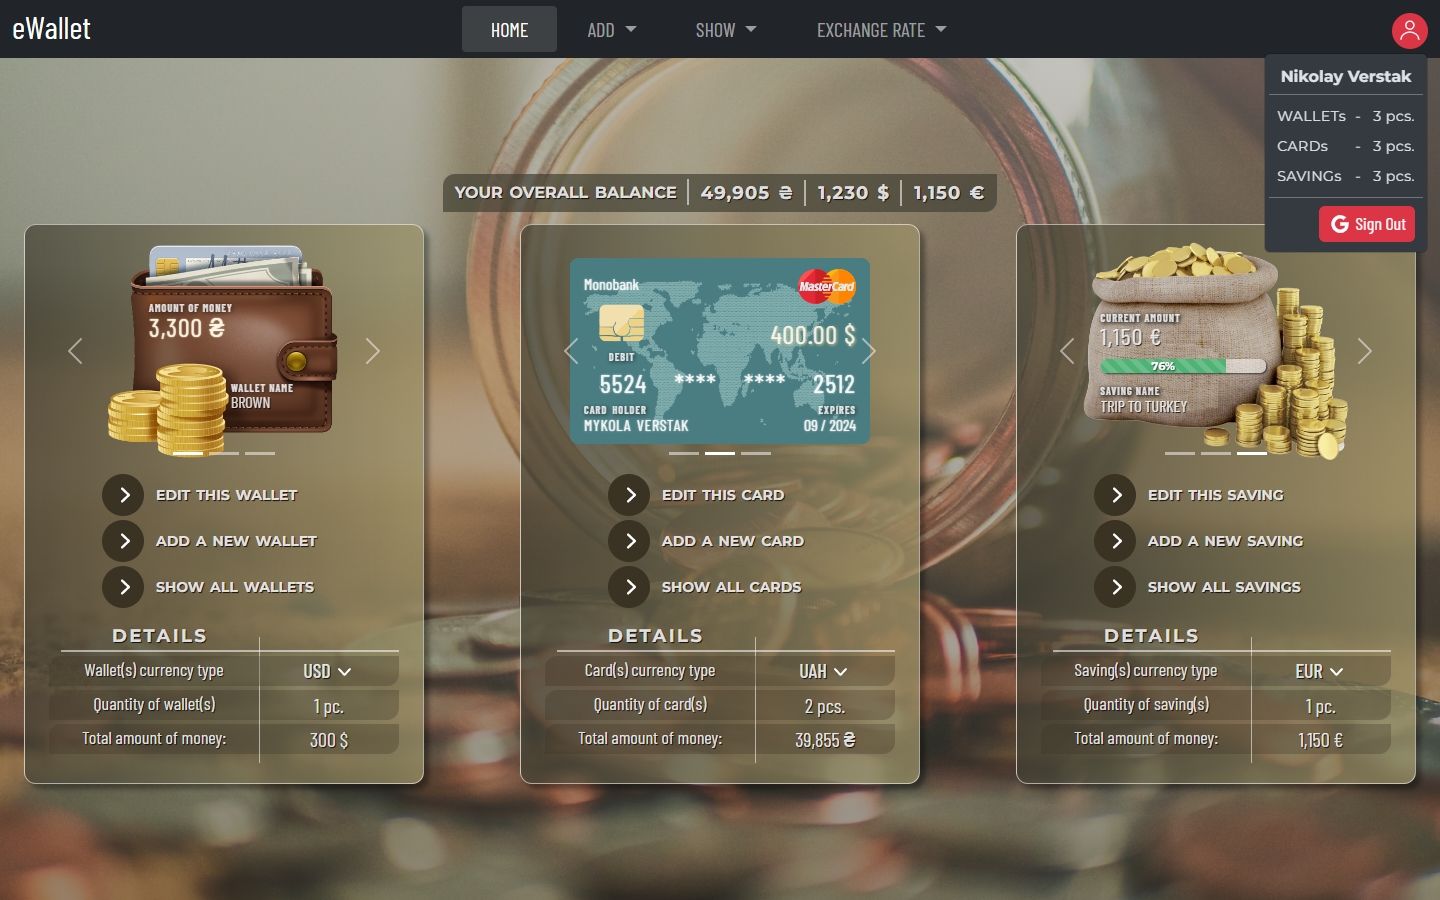 eWallet
HOME
ADD
SHOW
EXCHANGE RATE
Nikolay Verstak
WALLETs - 3 pcs.
CARDs - 3 pcs.
SAVINGs - 3 pcs.
G Sign Out
YOUR OVERALL BALANCE | 49,905 ₴ | 1,230 $ | 1,150 €
AMOUNT OF MONEY
3,300 ₴
WALLET NAME
BROWN
EDIT THIS WALLET
ADD A NEW WALLET
SHOW ALL WALLETS
DETAILS
Wallet(s) currency type USD
Quantity of wallet(s) 1 pc.
Total amount of money: 300 $
Monobank
MasterCard
400.00 $
DEBIT
5524 **** **** 2512
CARD HOLDER EXPIRES
MYKOLA VERSTAK 09 / 2024
EDIT THIS CARD
ADD A NEW CARD
SHOW ALL CARDS
DETAILS
Card(s) currency type UAH
Quantity of card(s) 2 pcs.
Total amount of money: 39,855 ₴
CURRENT AMOUNT
1,150 €
76%
SAVING NAME
TRIP TO TURKEY
EDIT THIS SAVING
ADD A NEW SAVING
SHOW ALL SAVINGS
DETAILS
Saving(s) currency type EUR
Quantity of saving(s) 1 pc.
Total amount of money: 1,150 €